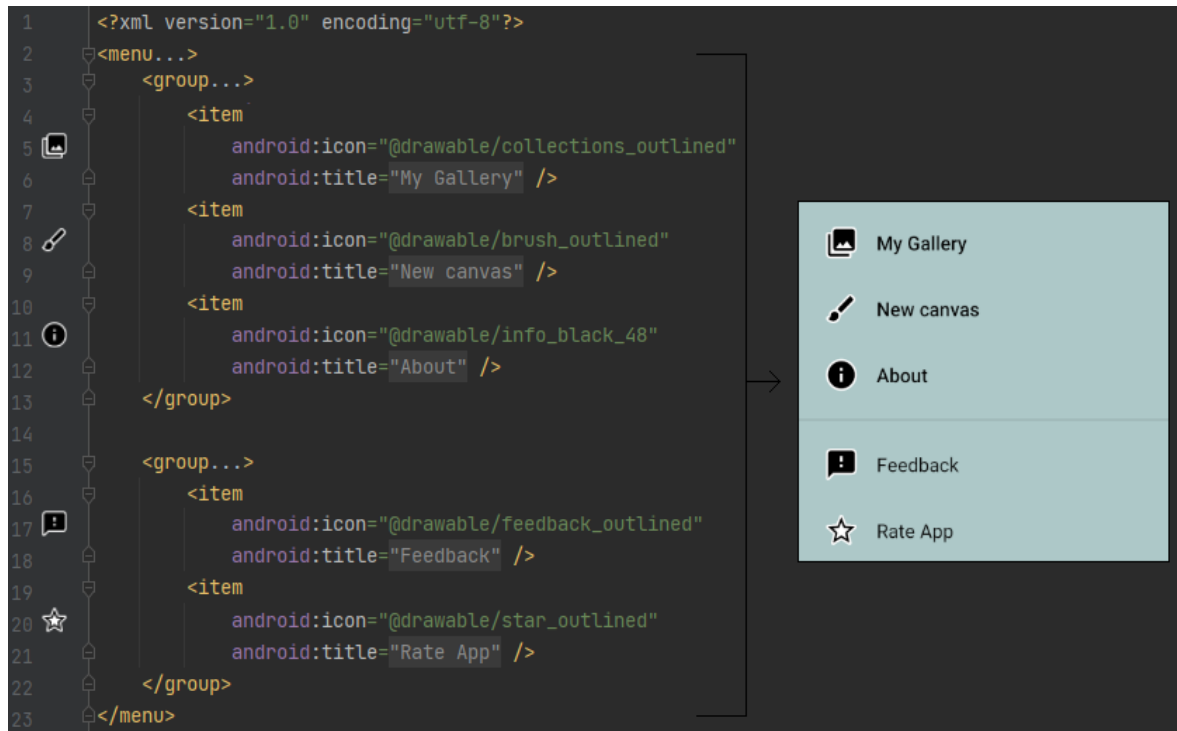 1 <?xml version="1.0" encoding="utf-8"?>
2 <menu...>
3 <group...>
4 <item
5 android:icon="@drawable/collections_outlined"
6 android:title="My Gallery" />
7 <item
8 android:icon="@drawable/brush_outlined"
9 android:title="New canvas" />
10 <item
11 android:icon="@drawable/info_black_48"
12 android:title="About" />
13 </group>
14
15 <group...>
16 <item
17 android:icon="@drawable/feedback_outlined"
18 android:title="Feedback" />
19 <item
20 android:icon="@drawable/star_outlined"
21 android:title="Rate App" />
22 </group>
23 </menu>
My Gallery
New canvas
About
Feedback
Rate App